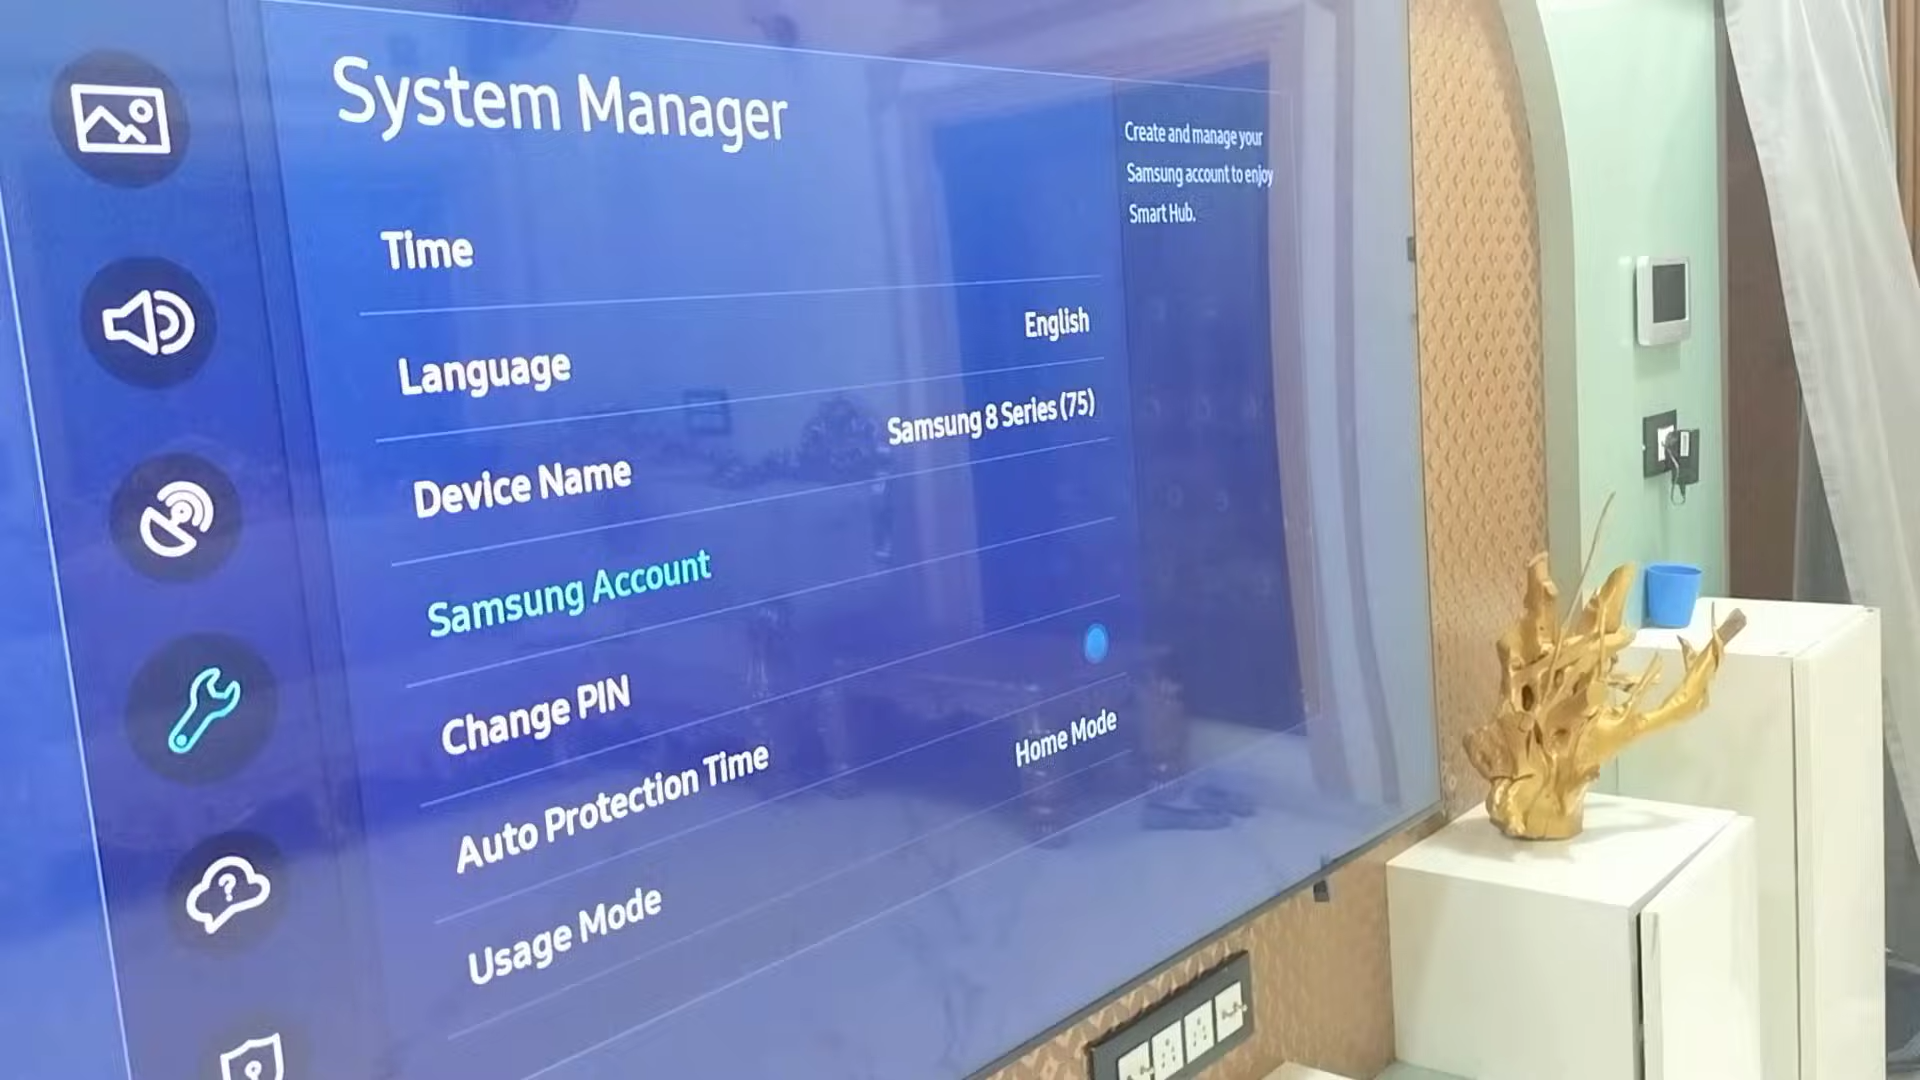 System Manager
Create and manage your
Samsung account to enjoy
Smart Hub.
Time
Language
English
Device Name
Samsung 8 Series (75)
Samsung Account
Change PIN
Auto Protection Time
Usage Mode
Home Mode